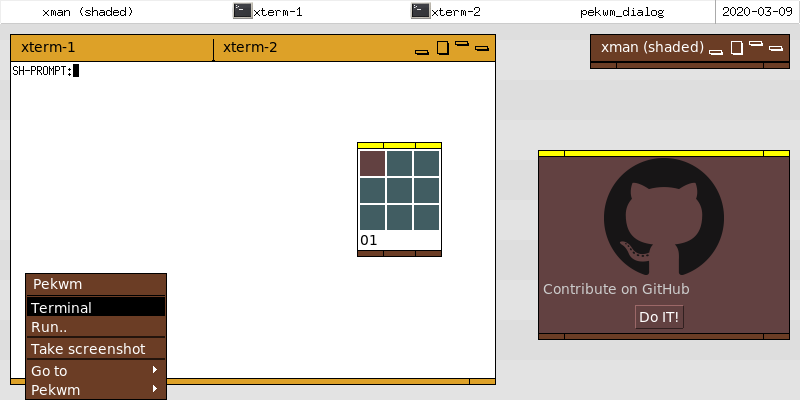 xman (shaded) xterm-1 xterm-2 pekwm_dialog 2020-03-09
xterm-1 xterm-2
xman (shaded)
SH-PROMPT:
01
Contribute on GitHub
Do IT!
Pekwm
Terminal
Run..
Take screenshot
Go to
Pekwm